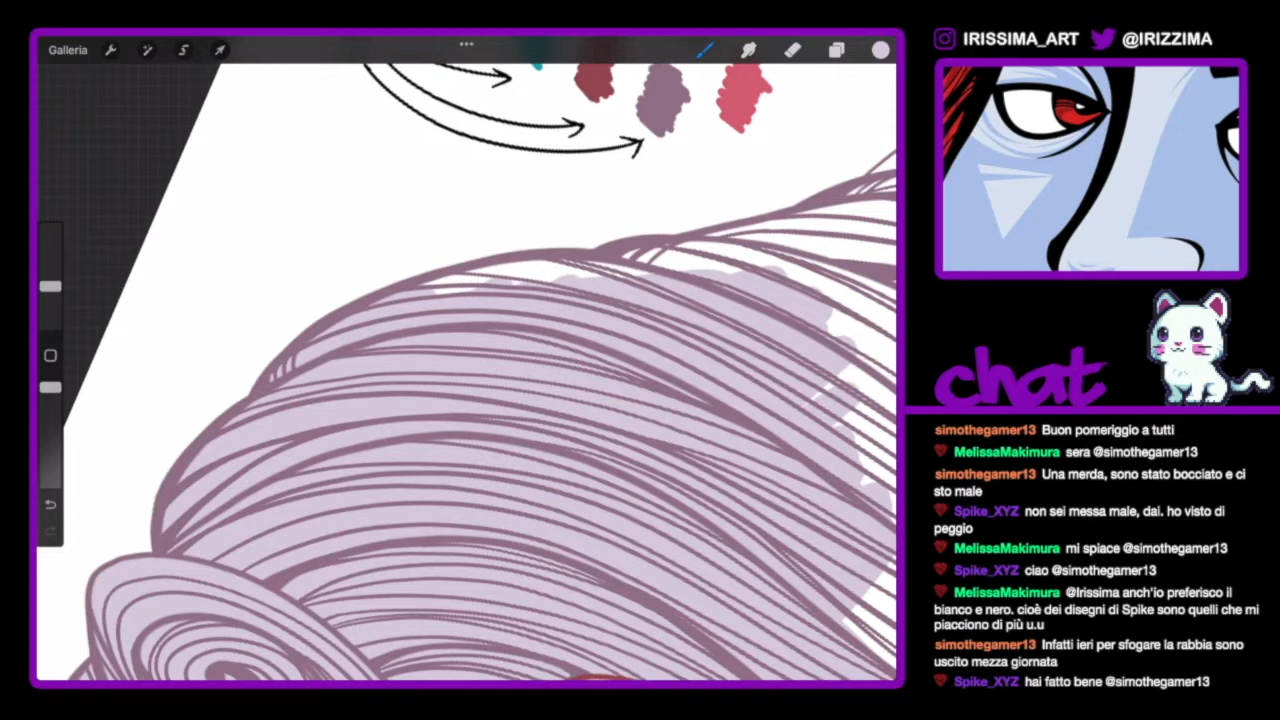 Galleria
IRISSIMA_ART @IRIZZIMA
chat
simothegamer13 Buon pomeriggio a tutti
MelissaMakimura sera @simothegamer13
simothegamer13 Una merda, sono stato bocciato e ci
sto male
Spike_XYZ non sei messa male, dai. ho visto di
peggio
MelissaMakimura mi spiace @simothegamer13
Spike_XYZ ciao @simothegamer13
MelissaMakimura @Irissima anch'io preferisco il
bianco e nero. cioè dei disegni di Spike sono quelli che mi
piacciono di più u.u
simothegamer13 Infatti ieri per sfogare la rabbia sono
uscito mezza giornata
Spike_XYZ hai fatto bene @simothegamer13